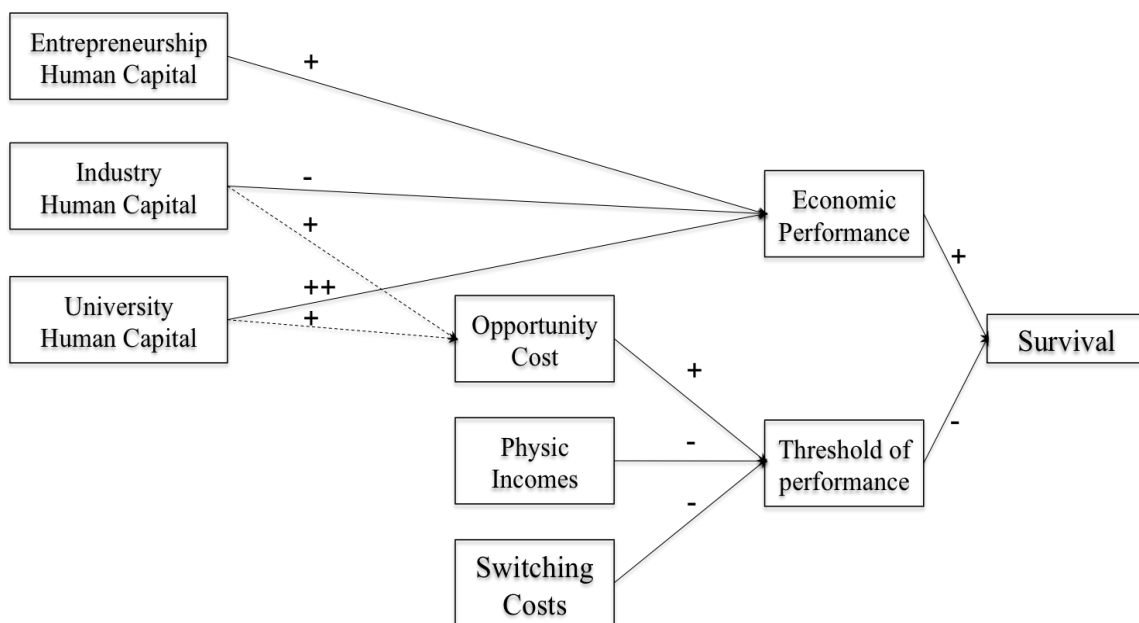 Entrepreneurship
Human Capital
+
Industry
Human Capital
-
+
University
Human Capital
++
+
Economic
Performance
+
Opportunity
Cost
+
Survival
Physic
Incomes
-
Threshold of
performance
-
Switching
Costs
-